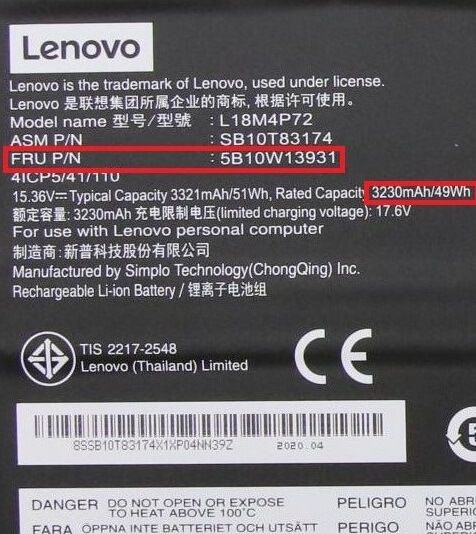 Lenovo
Lenovo is the trademark of Lenovo, used under license.
Lenovo 是联想集团所属企业的商标, 根据许可使用.
Model name 型号/型號 : L18M4P72
ASM P/N : SB10T83174
FRU P/N : 5B10W13931
4ICP5/41/110
15.36V⎓Typical Capacity 3321mAh/51Wh, Rated Capacity 3230mAh/49Wh
额定容量: 3230mAh 充电限制电压(limited charging voltage): 17.6V
For use with Lenovo personal computer
制造商: 新普科技股份有限公司
Manufactured by Simplo Technology(ChongQing) Inc.
Rechargeable Li-ion Battery / 锂离子电池组
TIS 2217-2548
Lenovo (Thailand) Limited
CE
8SSB10T83174X1XP04NN39Z
2020.04
5
DANGER DO NOT OPEN OR EXPOSE TO HEAT ABOVE 100°C
PELIGRO NO ABR
SUPERI
FARA ÖPPNA INTE BATTERIET OCH UTSÄTT
PERIGO NÃO AB
SUPERIO